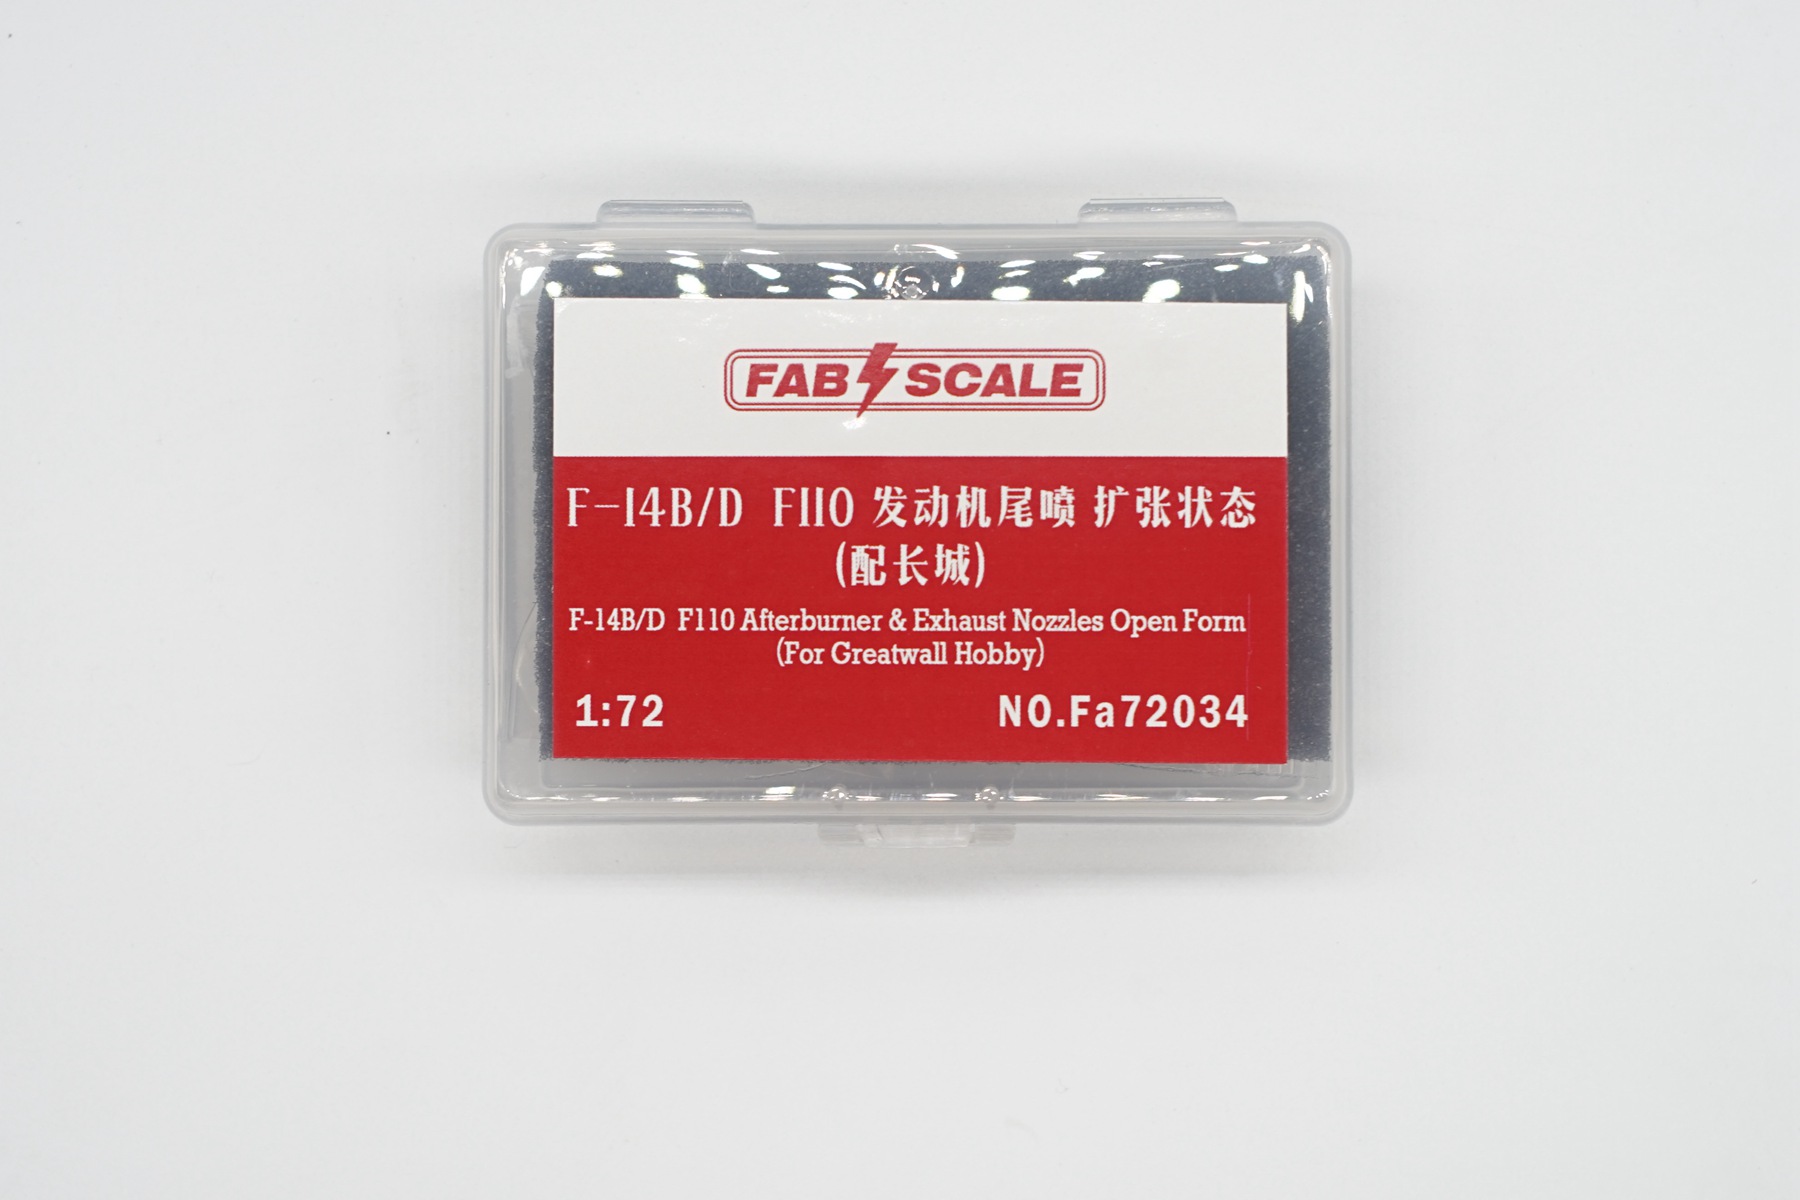 FAB SCALE
F-14B/D F110 发动机尾喷 扩张状态
(配长城)
F-14B/D F110 Afterburner & Exhaust Nozzles Open Form
(For Greatwall Hobby)
1:72 NO.Fa72034